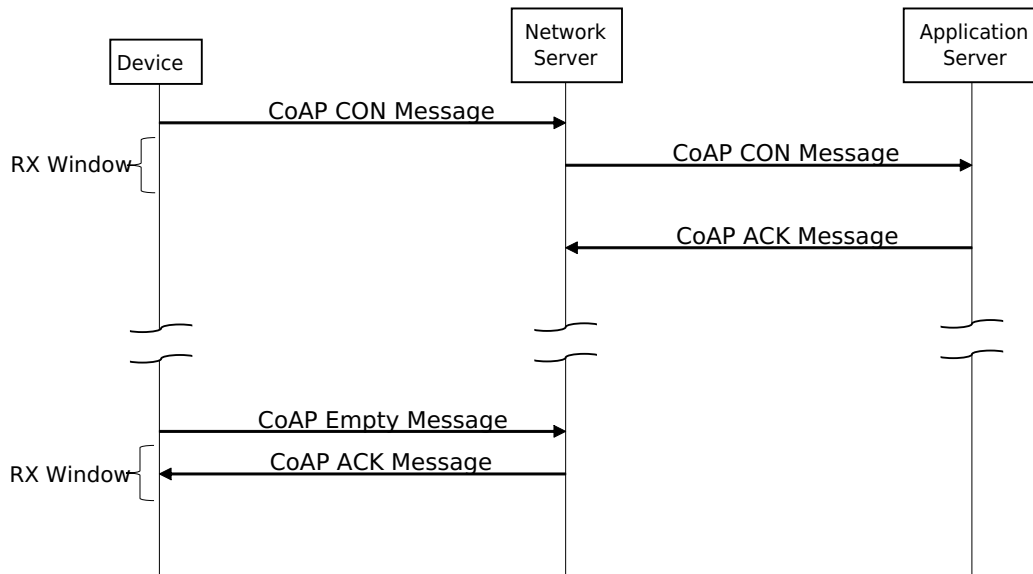 Device
Network
Server
Application
Server
CoAP CON Message
RX Window
CoAP CON Message
CoAP ACK Message
CoAP Empty Message
RX Window
CoAP ACK Message